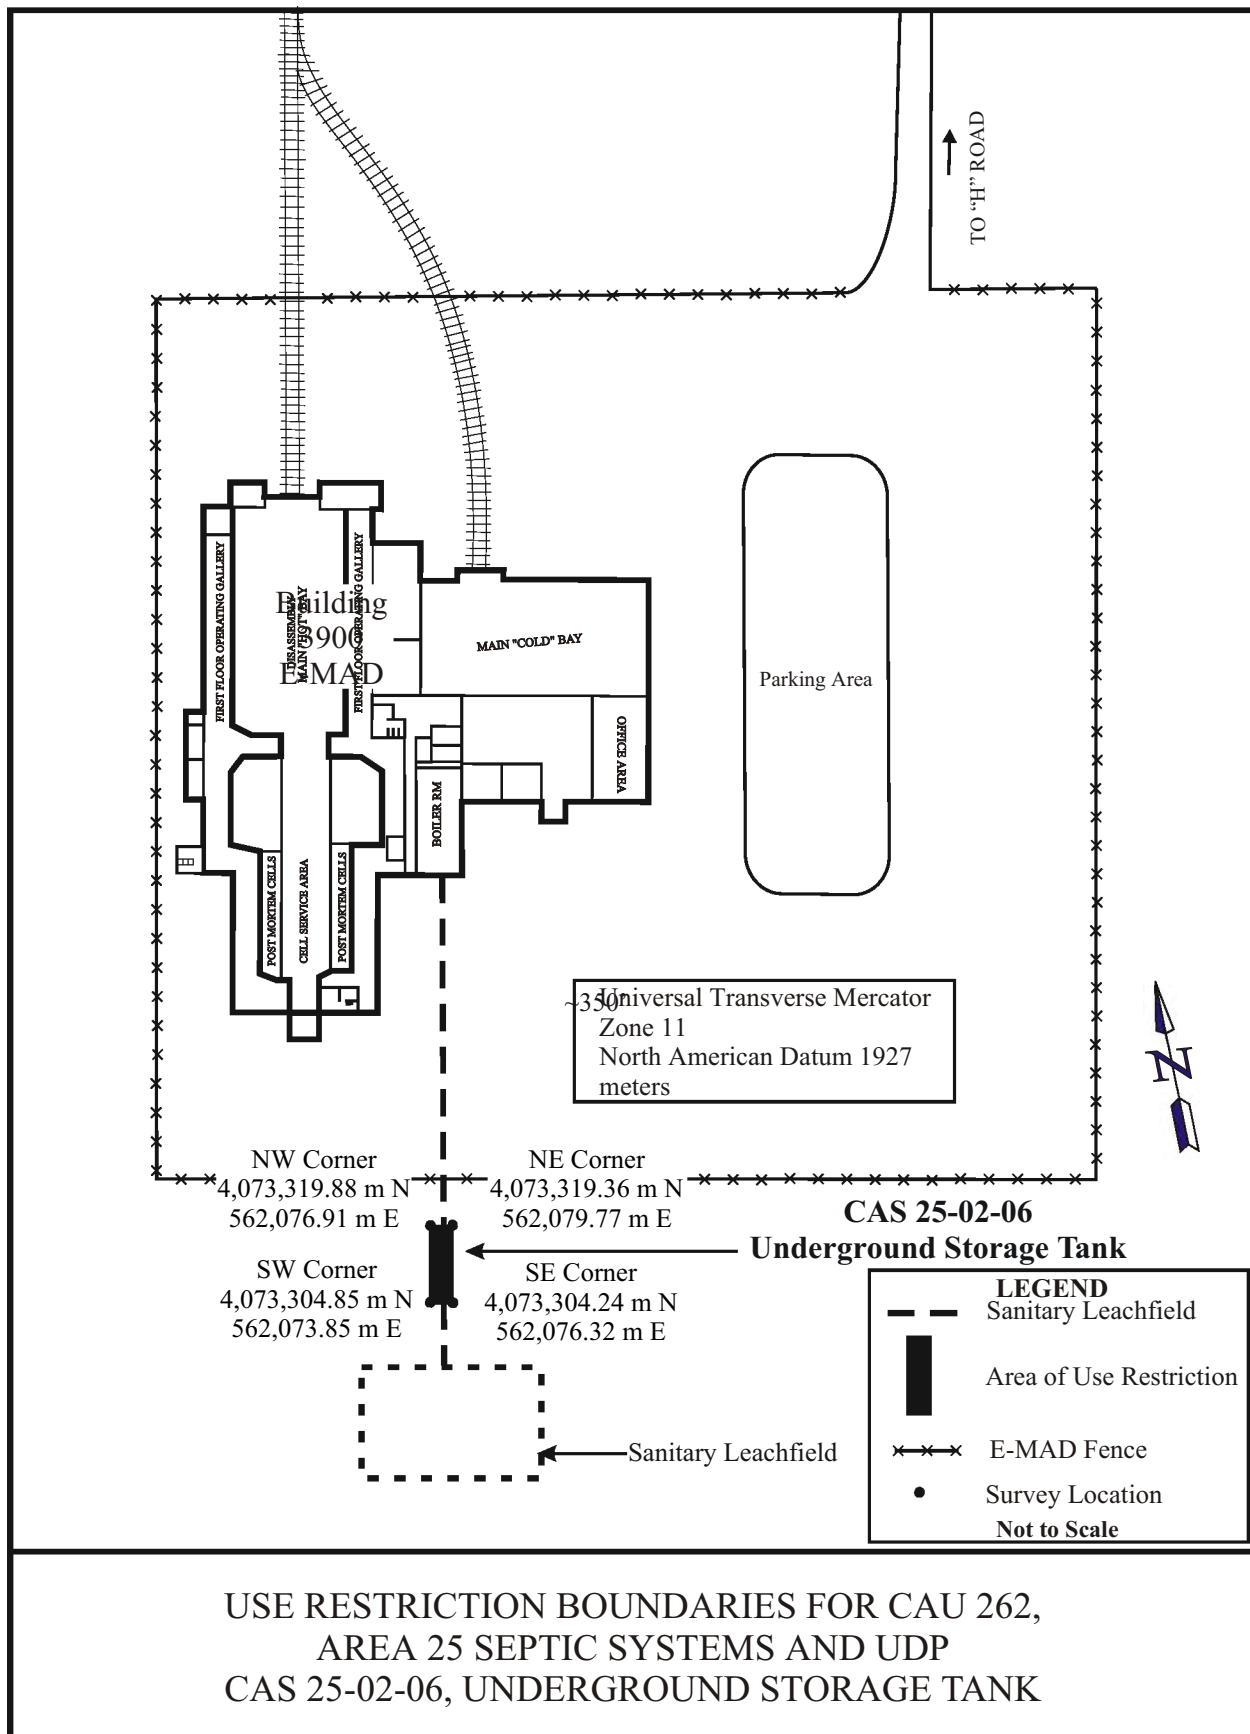 TO “H” ROAD
FIRST FLOOR OPERATING GALLERY
DISASSEMBLY
MAIN "HOT" BAY
FIRST FLOOR OPERATING GALLERY
Building
3900
E-MAD
MAIN "COLD" BAY
Parking Area
OFFICE AREA
BOILER RM
POST MORTEM CELLS
CELL SERVICE AREA
POST MORTEM CELLS
~350'
Universal Transverse Mercator
Zone 11
North American Datum 1927
meters
N
NW Corner
4,073,319.88 m N
562,076.91 m E
NE Corner
4,073,319.36 m N
562,079.77 m E
CAS 25-02-06
Underground Storage Tank
SW Corner
4,073,304.85 m N
562,073.85 m E
SE Corner
4,073,304.24 m N
562,076.32 m E
LEGEND
Sanitary Leachfield
Area of Use Restriction
E-MAD Fence
Survey Location
Not to Scale
Sanitary Leachfield
USE RESTRICTION BOUNDARIES FOR CAU 262,
AREA 25 SEPTIC SYSTEMS AND UDP
CAS 25-02-06, UNDERGROUND STORAGE TANK